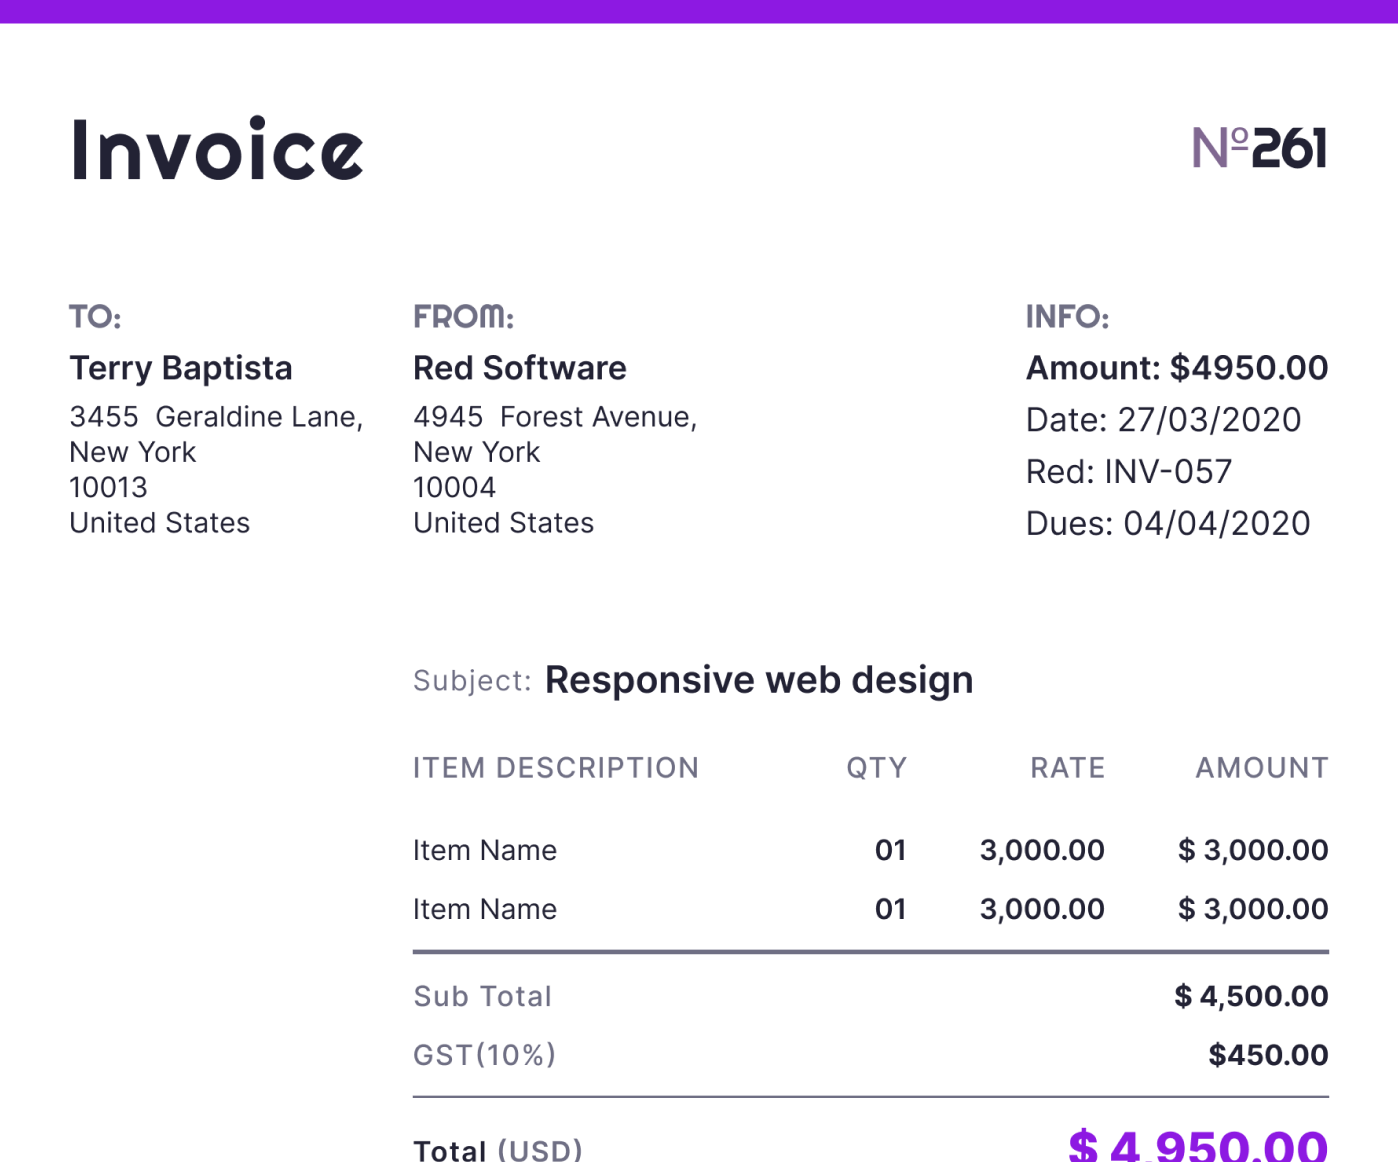 Invoice
Nº261
TO:
Terry Baptista
3455  Geraldine Lane,
New York
10013
United States
FROM:
Red Software
4945  Forest Avenue,
New York
10004
United States
INFO:
Amount: $4950.00
Date: 27/03/2020
Red: INV-057
Dues: 04/04/2020
Subject: Responsive web design
ITEM DESCRIPTION QTY RATE AMOUNT
Item Name 01 3,000.00 $ 3,000.00
Item Name 01 3,000.00 $ 3,000.00
Sub Total $ 4,500.00
GST(10%) $450.00
Total (USD) $ 4,950.00